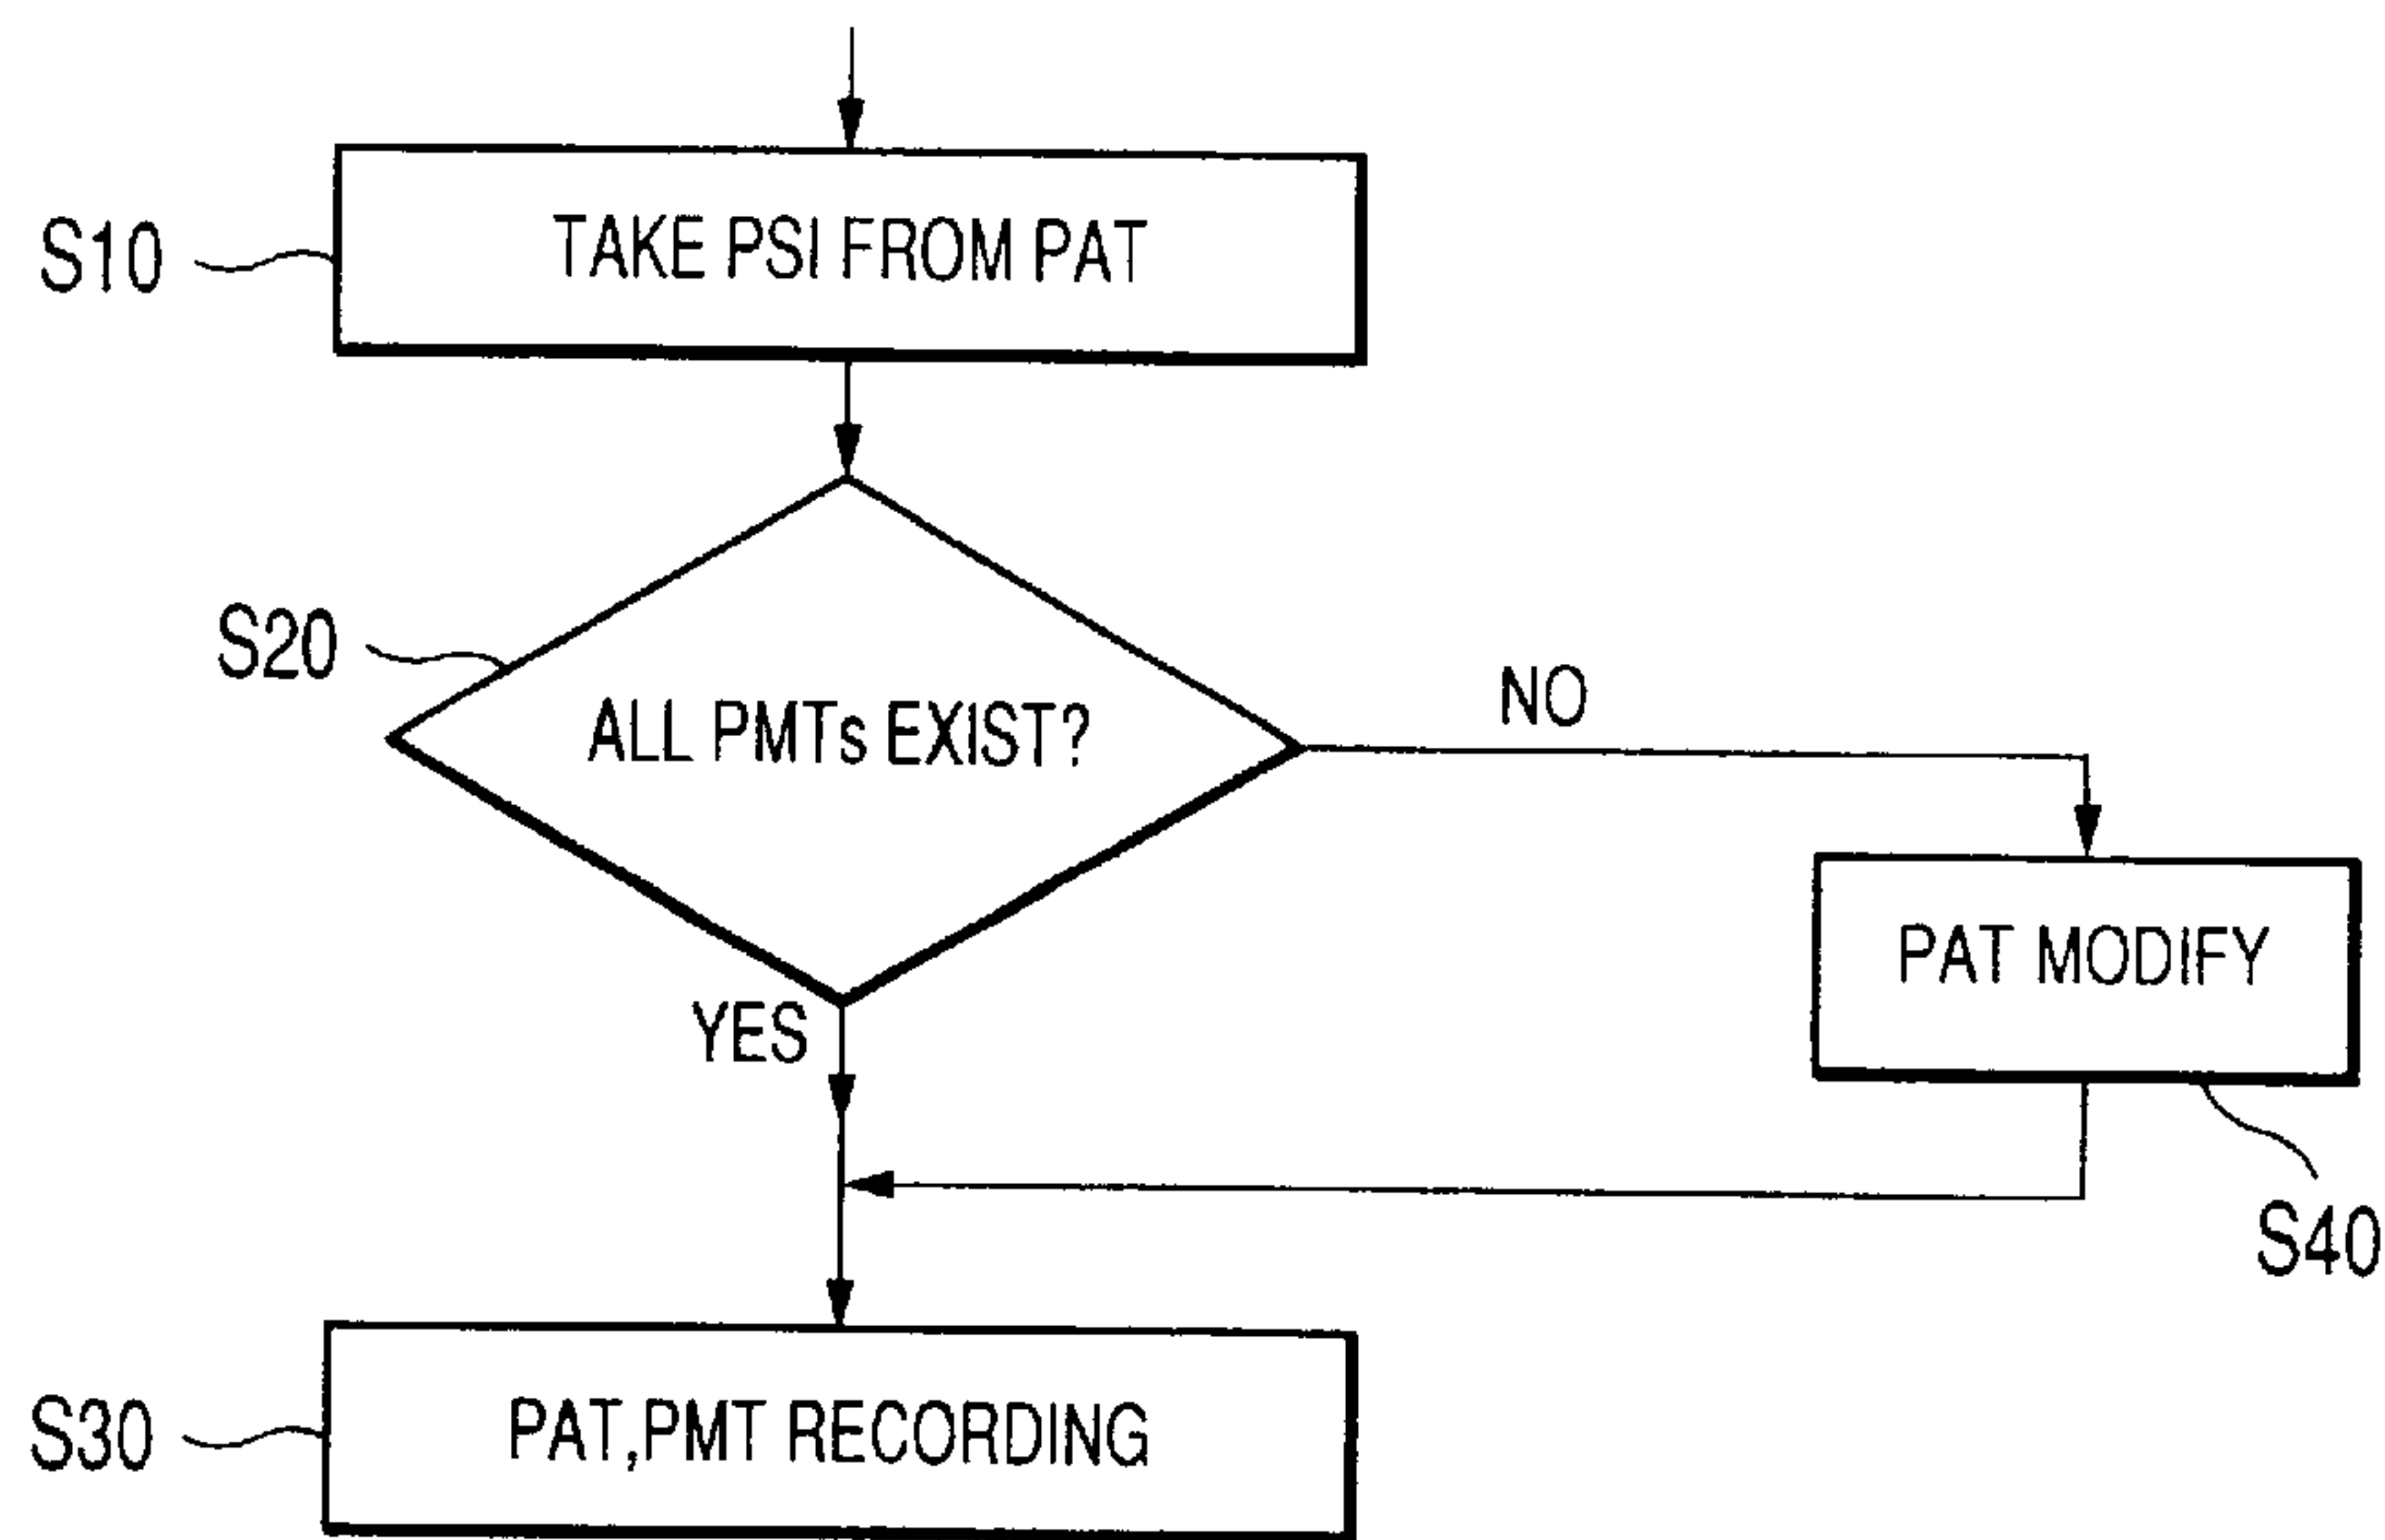 S10
TAKE PSI FROM PAT
S20
ALL PMTs EXIST?
NO
YES
PAT MODIFY
S40
S30
PAT,PMT RECORDING